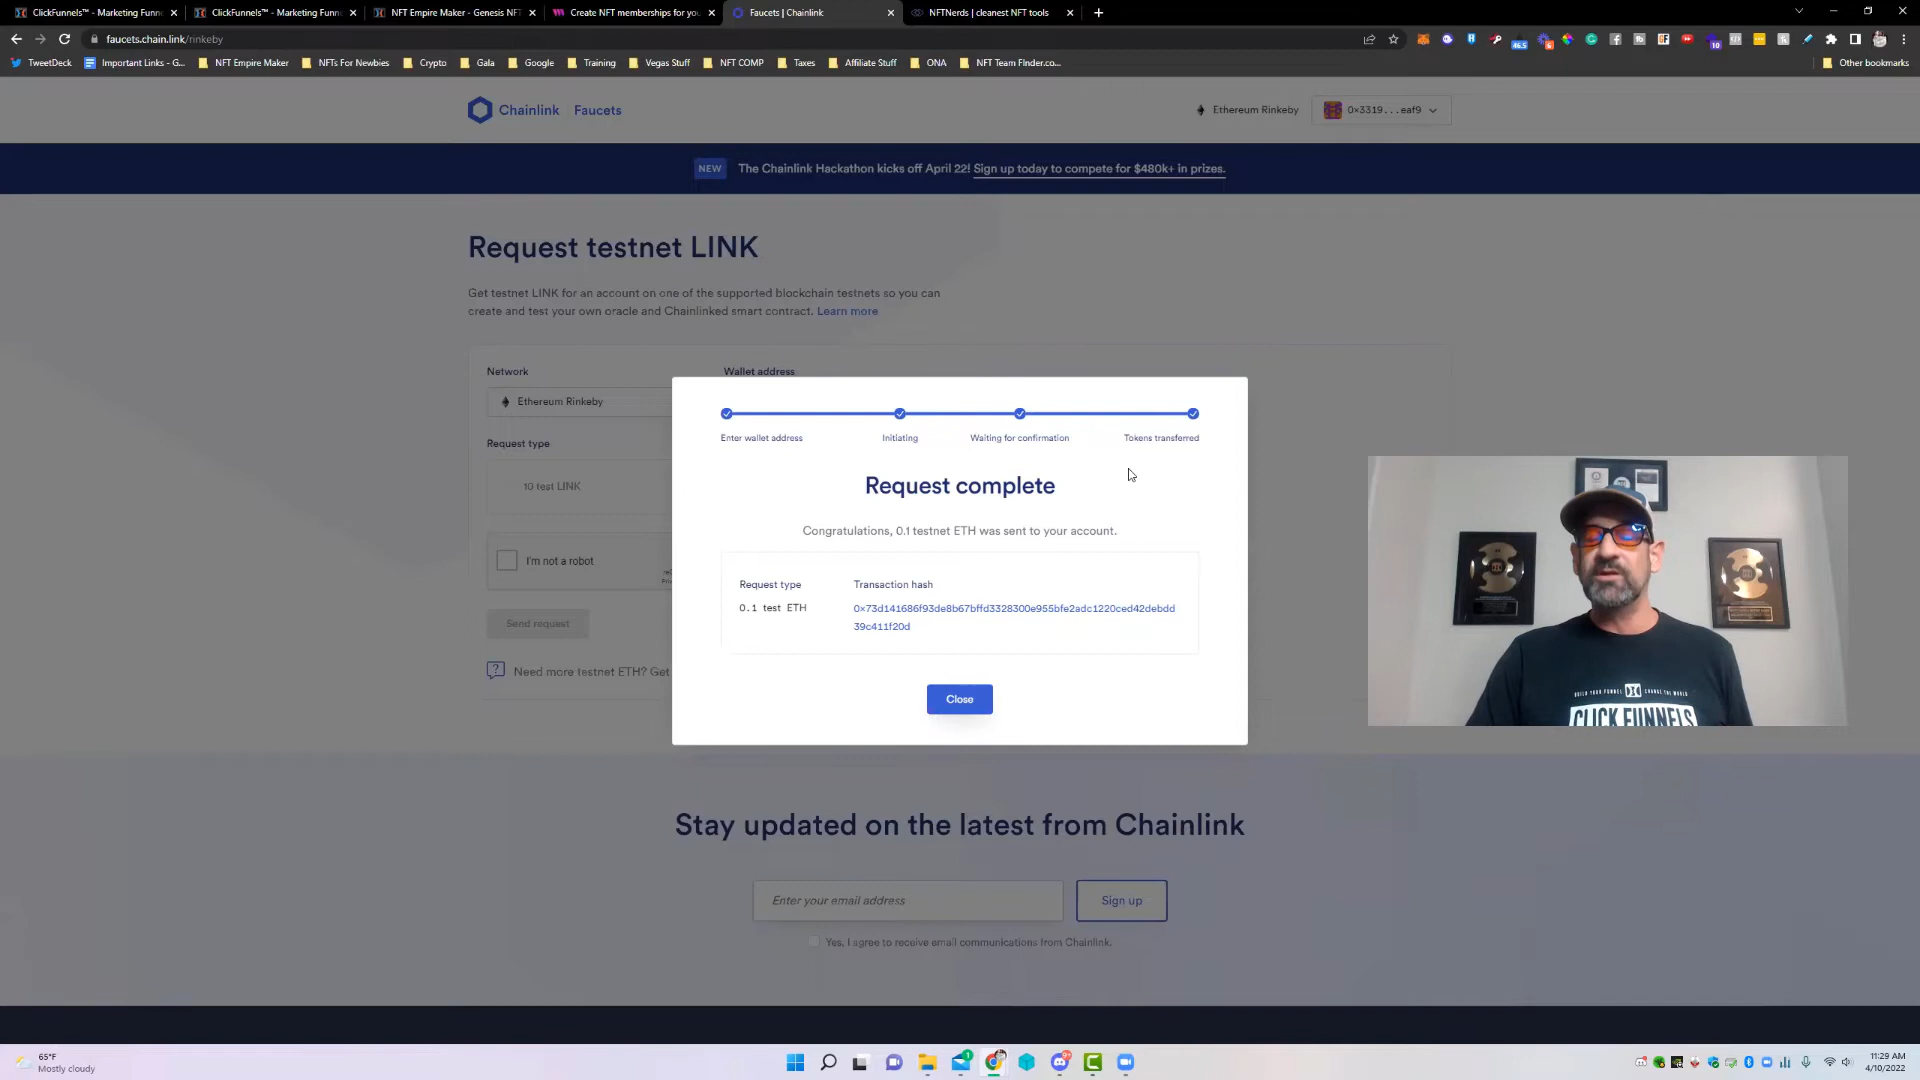 ClickFunnels™ - Marketing Funn
ClickFunnels™ - Marketing Funn
NFT Empire Maker - Genesis NFT
Create NFT memberships for you
Faucets | Chainlink
NFTNerds | cleanest NFT tools
faucets.chain.link/rinkeby
TweetDeck
Important Links - G...
NFT Empire Maker
NFTs For Newbies
Crypto
Gala
Google
Training
Vegas Stuff
NFT COMP
Taxes
Affiliate Stuff
ONA
NFT Team FInder.co...
Other bookmarks
Chainlink
Faucets
Ethereum Rinkeby
0x3319...eaf9
NEW
The Chainlink Hackathon kicks off April 22! Sign up today to compete for $480k+ in prizes.
Request testnet LINK
Get testnet LINK for an account on one of the supported blockchain testnets so you can
create and test your own oracle and Chainlinked smart contract. Learn more
Network
Wallet address
Ethereum Rinkeby
Request type
10 test LINK
I'm not a robot
Send request
Need more testnet ETH? Get
Enter wallet address
Initiating
Waiting for confirmation
Tokens transferred
Request complete
Congratulations, 0.1 testnet ETH was sent to your account.
Request type
Transaction hash
0.1 test ETH
0x73d141686f93de8b67bffd3328300e955bfe2adc1220ced42debdd
39c411f20d
Close
BUILD YOUR FUNNEL
CHANGE THE WORLD
CLICK FUNNELS
Stay updated on the latest from Chainlink
Enter your email address
Sign up
Yes, I agree to receive email communications from Chainlink.
65°F
Mostly cloudy
11:29 AM
4/10/2022